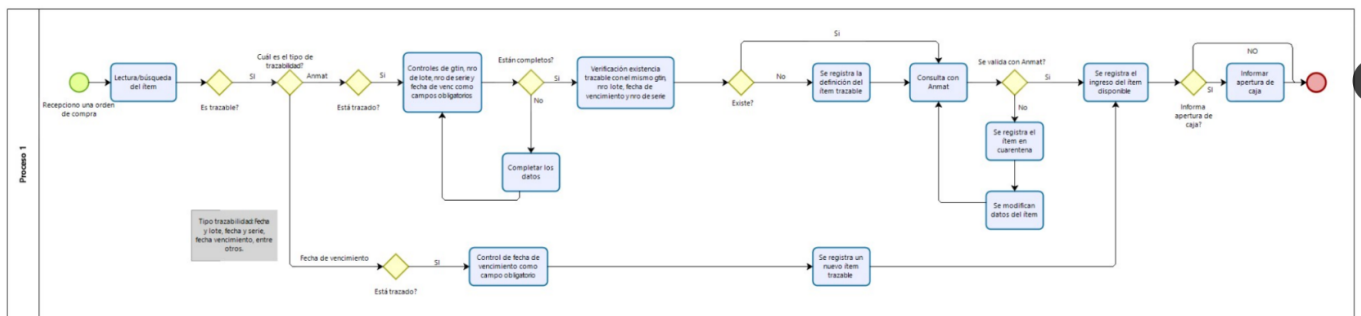 Proceso 1
Recepciono una orden
de compra
Lectura/búsqueda
del ítem
Es trazable?
Si
Cuál es el tipo de
trazabilidad?
Anmat
Está trazado?
Si
Controles de gtin, nro
de lote, nro de serie y
fecha de venc como
campos obligatorios
Están completos?
Si
No
Completar los
datos
Verificación existencia
trazable con el mismo gtin,
nro lote, fecha de
vencimiento y nro de serie
Existe?
Si
No
Se registra la
definición del
ítem trazable
Consulta con
Anmat
Se valida con Anmat?
Si
No
Se registra el
ítem en
cuarentena
Se modifican
datos del ítem
Se registra el
ingreso del ítem
disponible
Informa
apertura de
caja?
NO
SI
Informar
apertura de
caja
Tipo trazabilidad:Fecha
y lote, fecha y serie,
fecha vencimiento, entre
otros.
Fecha de vencimiento
Está trazado?
SI
Control de fecha de
vencimiento como
campo obligatorio
Se registra un
nuevo ítem
trazable